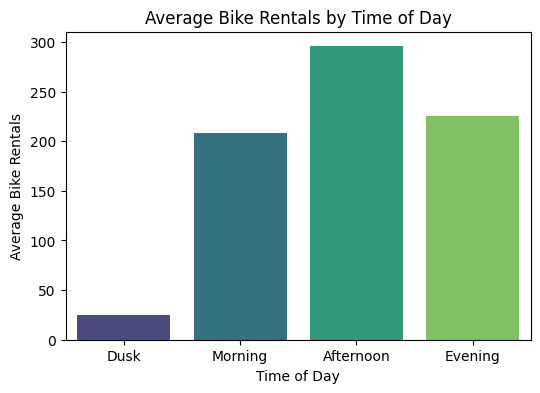 Average Bike Rentals by Time of Day
Average Bike Rentals
300
250
200
150
100
50
0
Dusk Morning Afternoon Evening
Time of Day